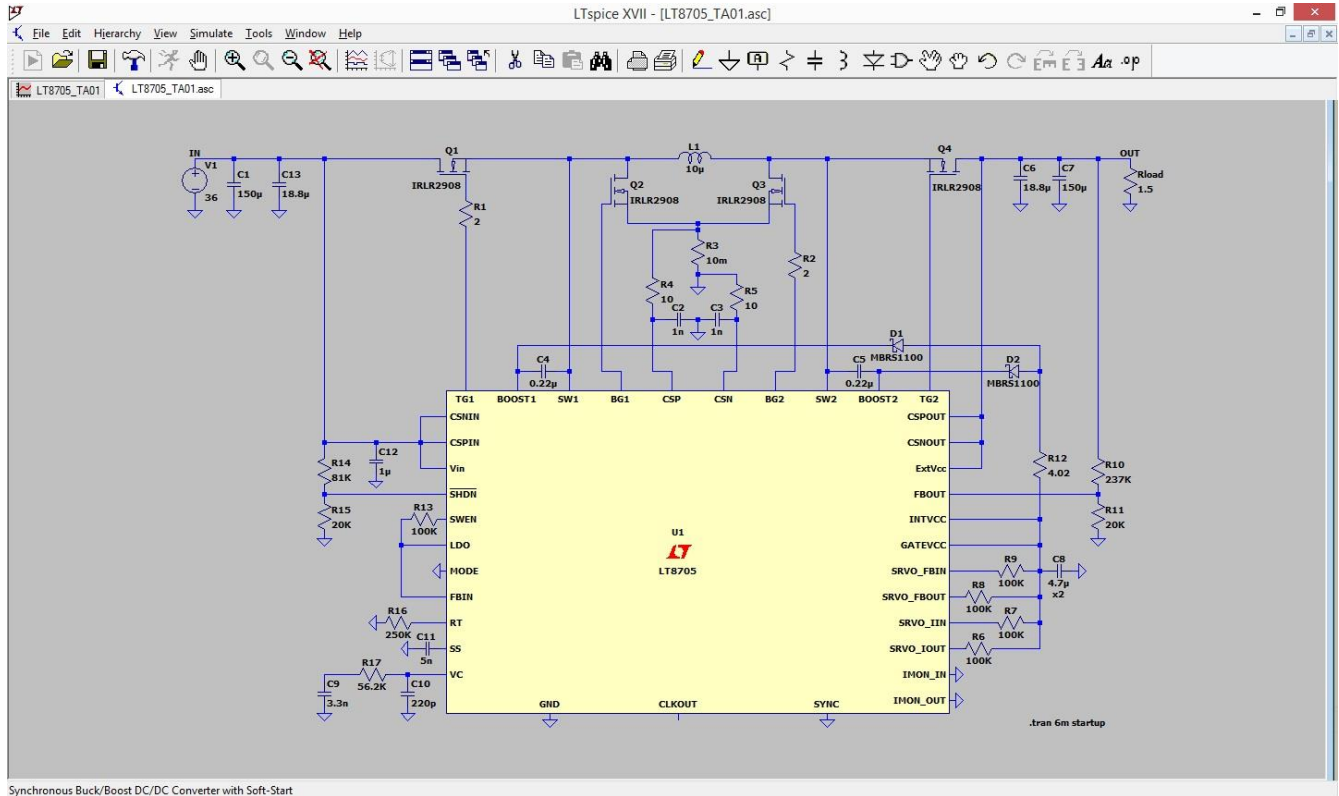 LTspice XVII - [LT8705_TA01.asc]
File Edit Hierarchy View Simulate Tools Window Help
Aa .op
LT8705_TA01 LT8705_TA01.asc
IN
V1
36
C1
150µ
C13
18.8µ
Q1
IRLR2908
R1
2
L1
10µ
Q2
IRLR2908
Q3
IRLR2908
Q4
IRLR2908
OUT
C6
18.8µ
C7
150µ
Rload
1.5
R3
10m
R2
2
R4
10
R5
10
C2
1n
C3
1n
D1
MBRS1100
D2
MBRS1100
C4
0.22µ
C5
0.22µ
TG1 BOOST1 SW1 BG1 CSP CSN BG2 SW2 BOOST2 TG2
CSNIN
CSPIN
Vin
SHDN
SWEN
LDO
MODE
FBIN
RT
SS
VC
CSPOUT
CSNOUT
ExtVcc
FBOUT
INTVCC
GATEVCC
SRVO_FBIN
SRVO_FBOUT
SRVO_IIN
SRVO_IOUT
IMON_IN
IMON_OUT
GND CLKOUT SYNC
U1
LT
LT8705
C12
1µ
R14
81K
R15
20K
R13
100K
R16
250K
C11
5n
R17
56.2K
C9
3.3n
C10
220p
R12
4.02
R10
237K
R11
20K
R9
100K
C8
4.7µ
x2
R8
100K
R7
100K
R6
100K
.tran 6m startup
Synchronous Buck/Boost DC/DC Converter with Soft-Start